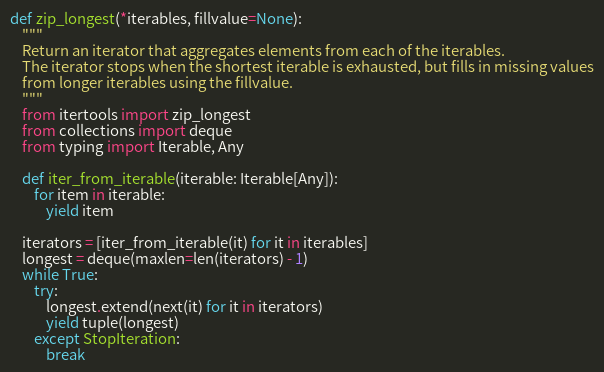 def zip_longest(*iterables, fillvalue=None):
    """
    Return an iterator that aggregates elements from each of the iterables.
    The iterator stops when the shortest iterable is exhausted, but fills in missing values
    from longer iterables using the fillvalue.
    """
    from itertools import zip_longest
    from collections import deque
    from typing import Iterable, Any

    def iter_from_iterable(iterable: Iterable[Any]):
        for item in iterable:
            yield item

    iterators = [iter_from_iterable(it) for it in iterables]
    longest = deque(maxlen=len(iterators) - 1)
    while True:
        try:
            longest.extend(next(it) for it in iterators)
            yield tuple(longest)
        except StopIteration:
            break